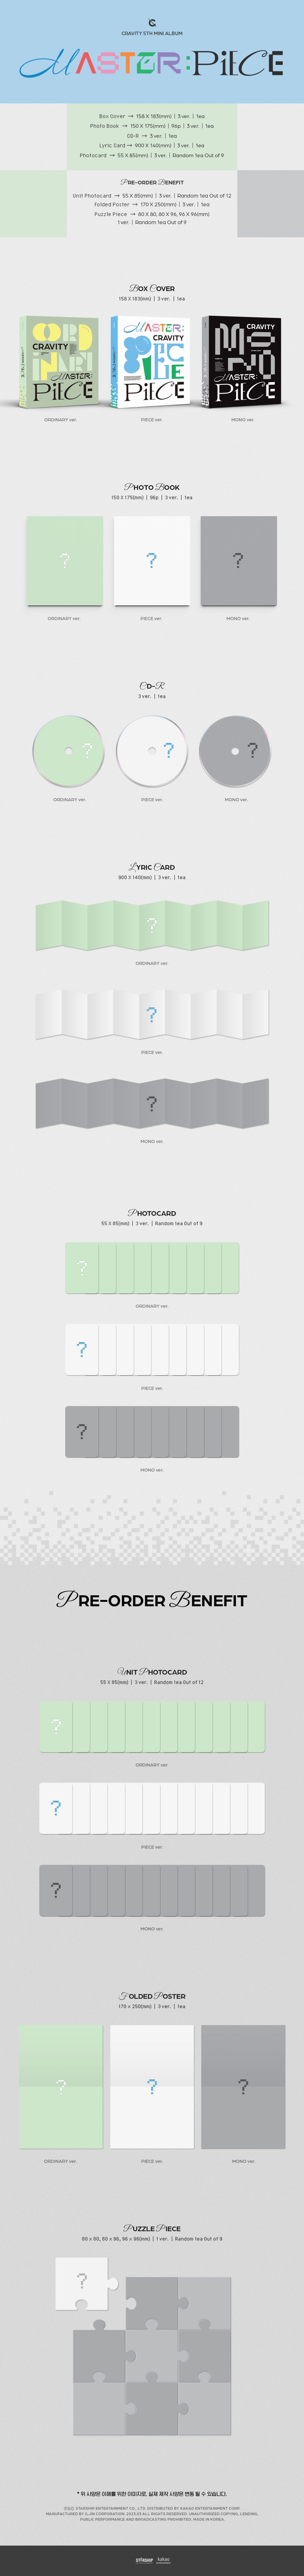 CRAVITY 5TH MINI ALBUM
MASTER:PIECE
Box Cover → 158 X 183(mm) | 3 ver. | 1ea
Photo Book → 150 X 175(mm) | 96p | 3 ver. | 1ea
CD-R → 3 ver. | 1ea
Lyric Card → 900 X 140(mm) | 3 ver. | 1ea
Photocard → 55 X 85(mm) | 3 ver. | Random 1ea Out of 9
PRE-ORDER BENEFIT
Unit Photocard → 55 X 85(mm) | 3 ver. | Random 1ea Out of 12
Folded Poster → 170 X 250(mm) | 3 ver. | 1ea
Puzzle Piece → 80 X 80, 80 X 96, 96 X 96(mm)
1 ver. | Random 1ea Out of 9
BOX COVER
158 X 183(mm) | 3 ver. | 1ea
CRAVITY
MASTER:
PIECE
MASTER:
CRAVITY
PIECE
CRAVITY
MASTER:
PIECE
ORDINARY ver.
PIECE ver.
MONO ver.
PHOTO BOOK
150 X 175(mm) | 96p | 3 ver. | 1ea
?
?
?
ORDINARY ver.
PIECE ver.
MONO ver.
CD-R
3 ver. | 1ea
?
?
?
ORDINARY ver.
PIECE ver.
MONO ver.
LYRIC CARD
900 X 140(mm) | 3 ver. | 1ea
?
ORDINARY ver.
?
PIECE ver.
?
MONO ver.
PHOTOCARD
55 X 85(mm) | 3 ver. | Random 1ea Out of 9
?
ORDINARY ver.
?
PIECE ver.
?
MONO ver.
PRE-ORDER BENEFIT
UNIT PHOTOCARD
55 X 85(mm) | 3 ver. | Random 1ea Out of 12
?
ORDINARY ver.
?
PIECE ver.
?
MONO ver.
FOLDED POSTER
170 x 250(mm) | 3 ver. | 1ea
?
?
?
ORDINARY ver.
PIECE ver.
MONO ver.
PUZZLE PIECE
80 x 80, 80 x 96, 96 x 96(mm) | 1 ver. | Random 1ea Out of 9
?
* 위 사양은 이해를 위한 이미지로, 실제 제작 사양은 변동 될 수 있습니다.
STARSHIP ENTERTAINMENT CO., LTD. DISTRIBUTED BY KAKAO ENTERTAINMENT CORP.
MANUFACTURED BY IL JIN CORPORATION. 2023.03 ALL RIGHTS RESERVED. UNAUTHORIZED COPYING, LENDING,
PUBLIC PERFORMANCE AND BROADCASTING PROHIBITED. MADE IN KOREA.
STARSHIP
kakao